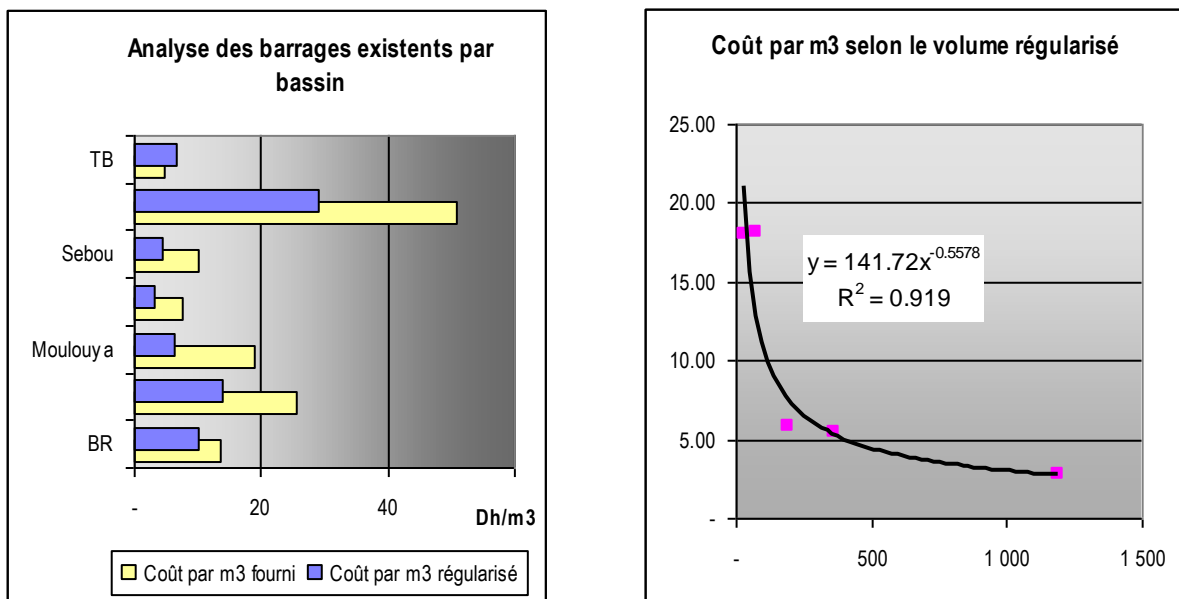 Analyse des barrages existents par
bassin
TB
Sebou
Moulouya
BR
-
20
40
Dh/m3
Coût par m3 fourni
Coût par m3 régularisé
Coût par m3 selon le volume régularisé
25.00
20.00
15.00
10.00
5.00
-
y = 141.72x^-0.5578
R² = 0.919
-
500
1 000
1 500